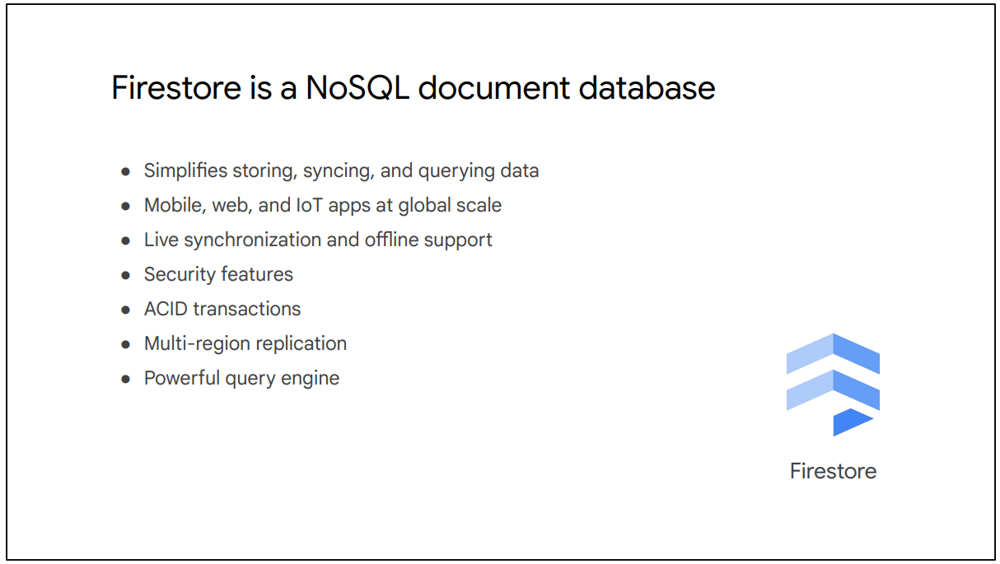 Firestore is a NoSQL document database
● Simplifies storing, syncing, and querying data
● Mobile, web, and IoT apps at global scale
● Live synchronization and offline support
● Security features
● ACID transactions
● Multi-region replication
● Powerful query engine
Firestore